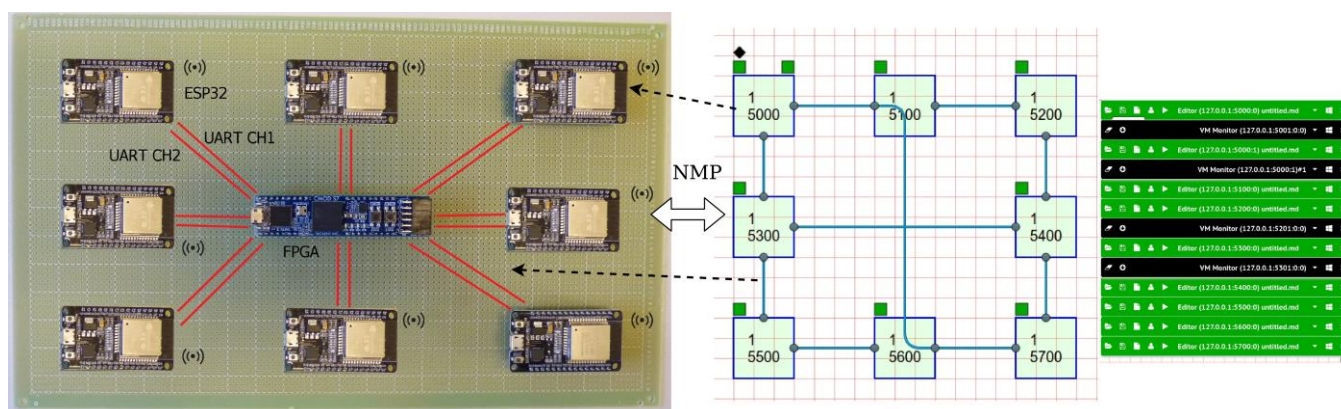 ((•))
((•))
((•))
ESP32
UART CH1
UART CH2
FPGA
((•))
((•))
((•))
((•))
((•))
NMP
1
5000
1
5100
1
5200
1
5300
1
5400
1
5500
1
5600
1
5700
Editor (127.0.0.1:5000:0) untitled.md
VM Monitor (127.0.0.1:5001:0:0)
Editor (127.0.0.1:5000:1) untitled.md
VM Monitor (127.0.0.1:5000:1)#1
Editor (127.0.0.1:5100:0) untitled.md
Editor (127.0.0.1:5200:0) untitled.md
VM Monitor (127.0.0.1:5201:0:0)
Editor (127.0.0.1:5300:0) untitled.md
VM Monitor (127.0.0.1:5301:0:0)
Editor (127.0.0.1:5400:0) untitled.md
Editor (127.0.0.1:5500:0) untitled.md
Editor (127.0.0.1:5600:0) untitled.md
Editor (127.0.0.1:5700:0) untitled.md